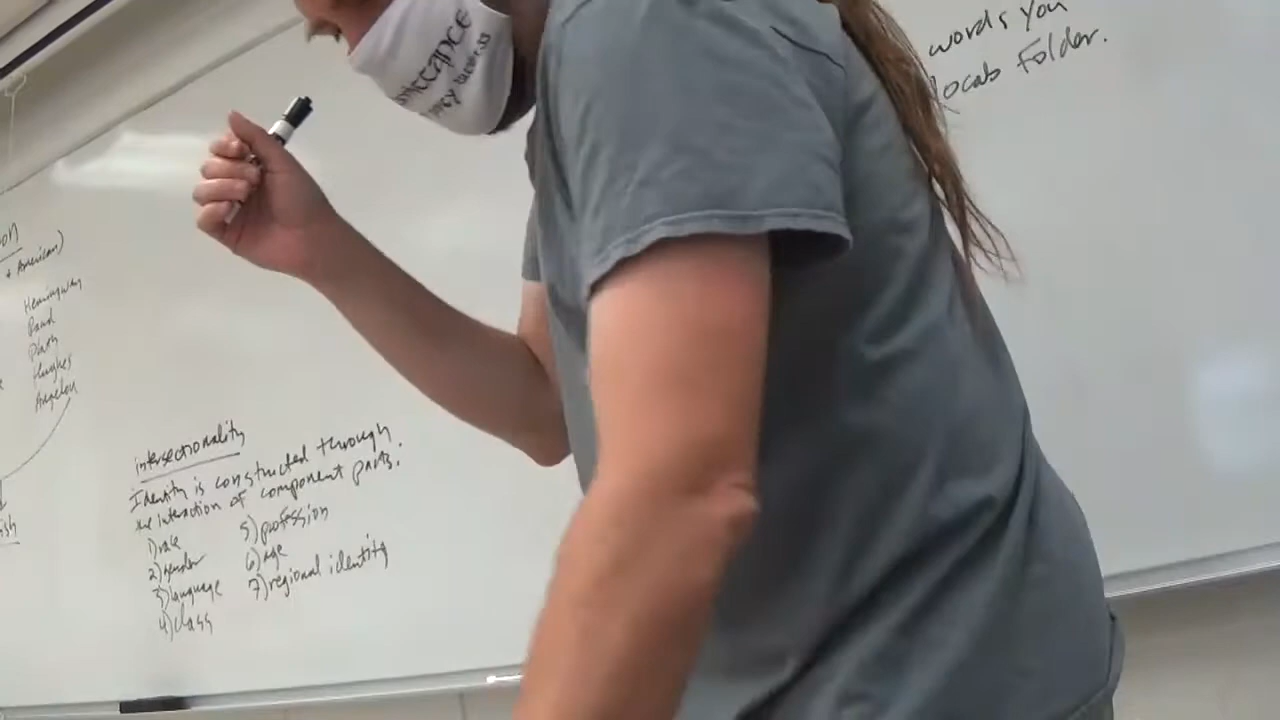 words you
vocab Folder.
+ American)
Hemingway
Plath
Hughes
Angelou
intersectionality
Identity is constructed through
the interaction of component parts.
1) race
2) gender
3) language
4) class
5) profession
6) age
7) regional identity